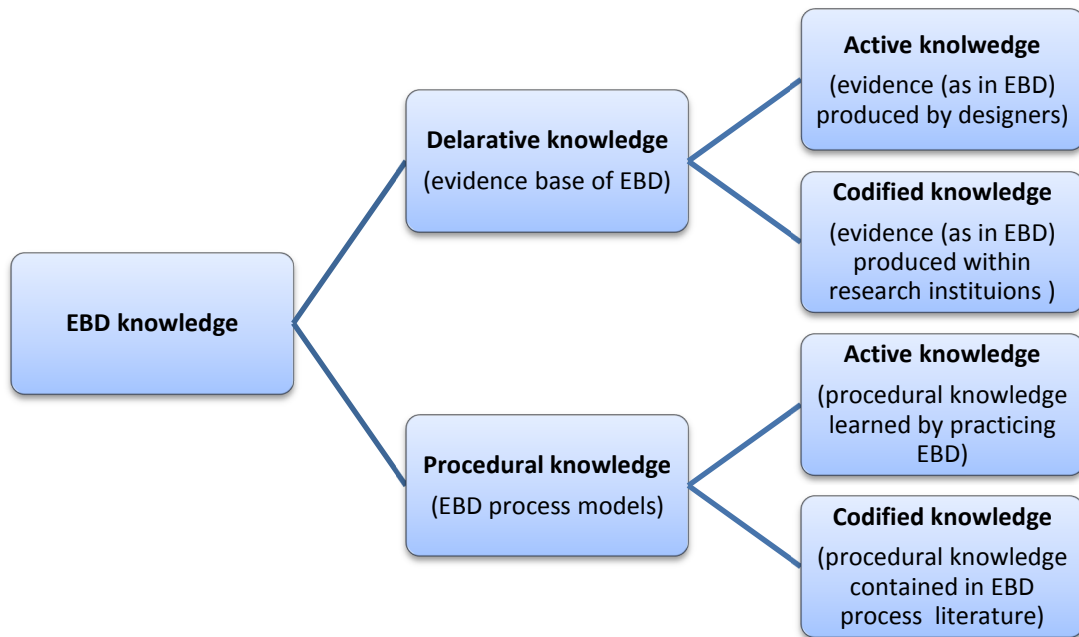 EBD knowledge
Delarative knowledge
(evidence base of EBD)
Active knolwedge
(evidence (as in EBD)
produced by designers)
Codified knowledge
(evidence (as in EBD)
produced within
research instituions )
Procedural knowledge
(EBD process models)
Active knowledge
(procedural knowledge
learned by practicing
EBD)
Codified knowledge
(procedural knowledge
contained in EBD
process literature)